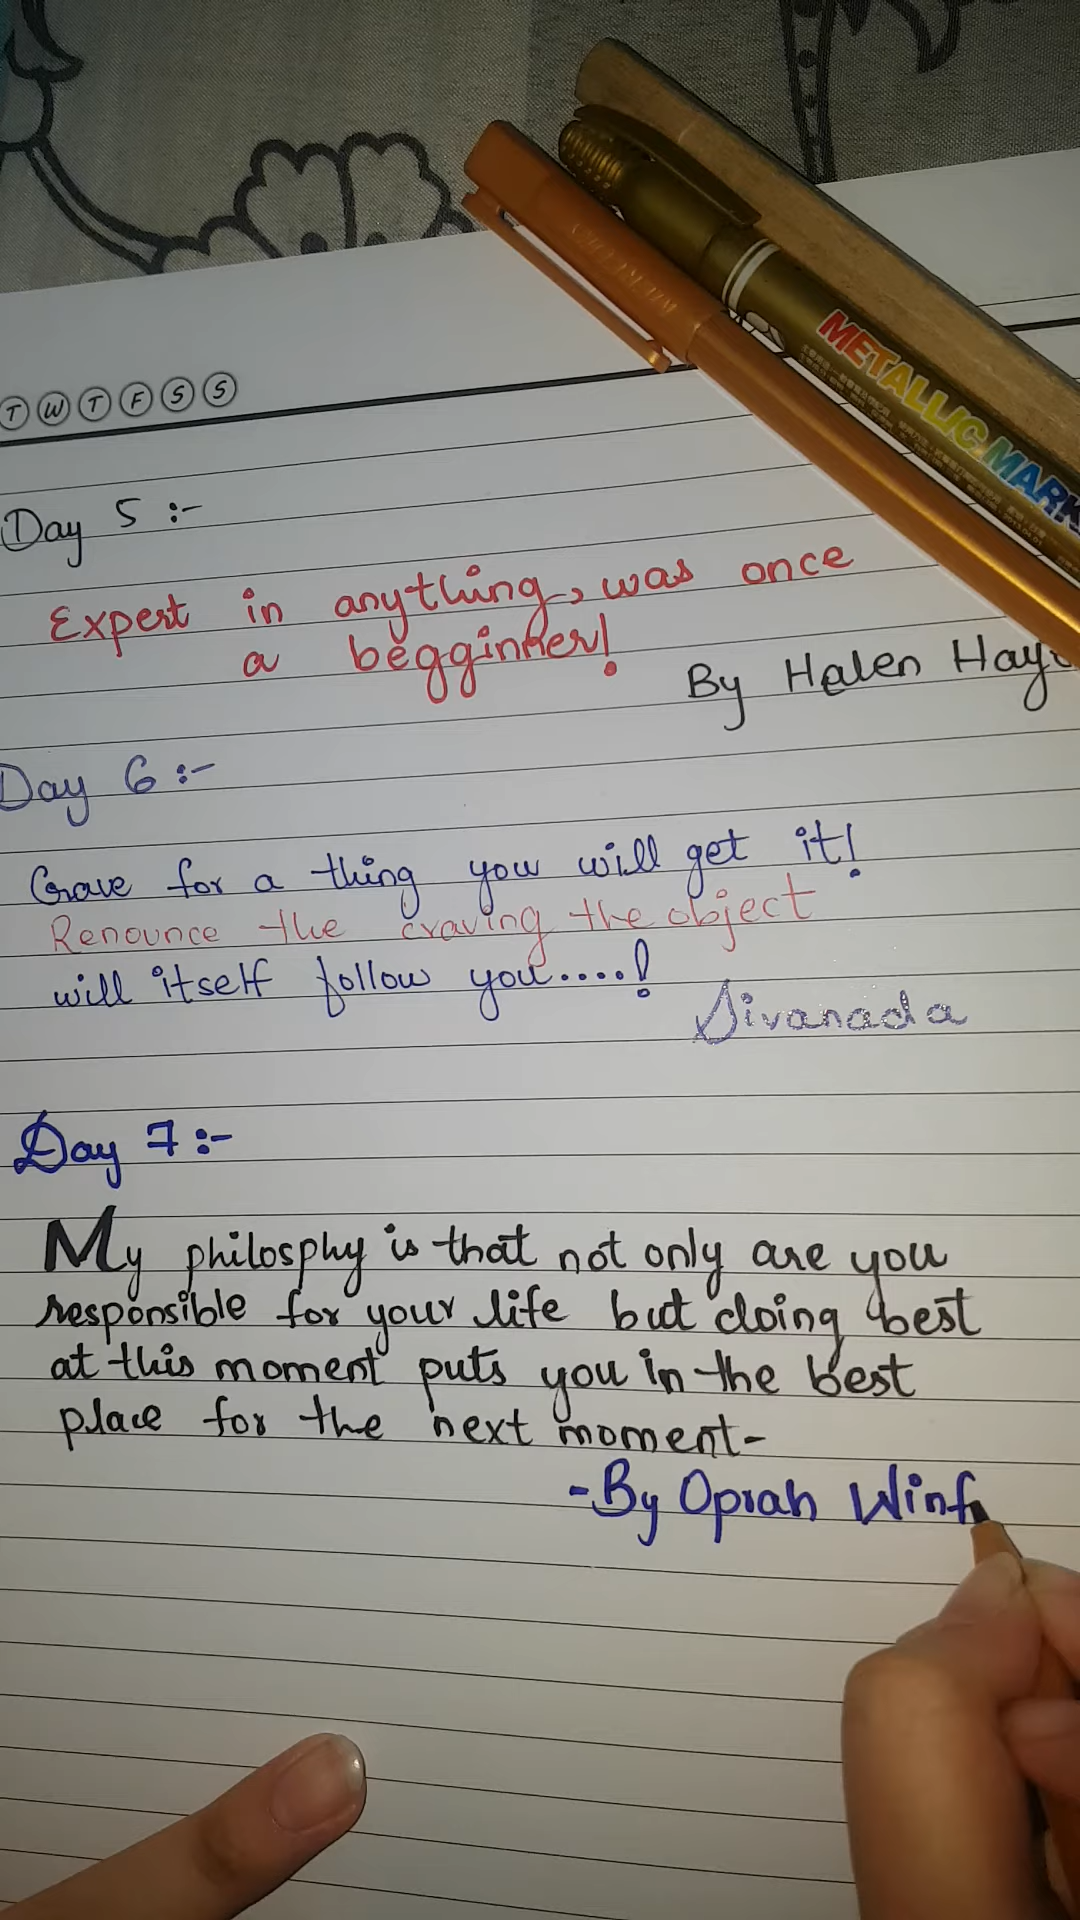 T W T F S S
METALLIC MARK
Day 5 :-
Expert in anything, was once
a begginner!
By Helen Hay
Day 6 :-
Crave for a thing you will get it!
Renounce the craving the object
will itself follow you....!
Sivanada
Day 7 :-
My philosphy is that not only are you
responsible for your life but doing best
at this moment puts you in the best
place for the next moment-
-By Oprah Winf